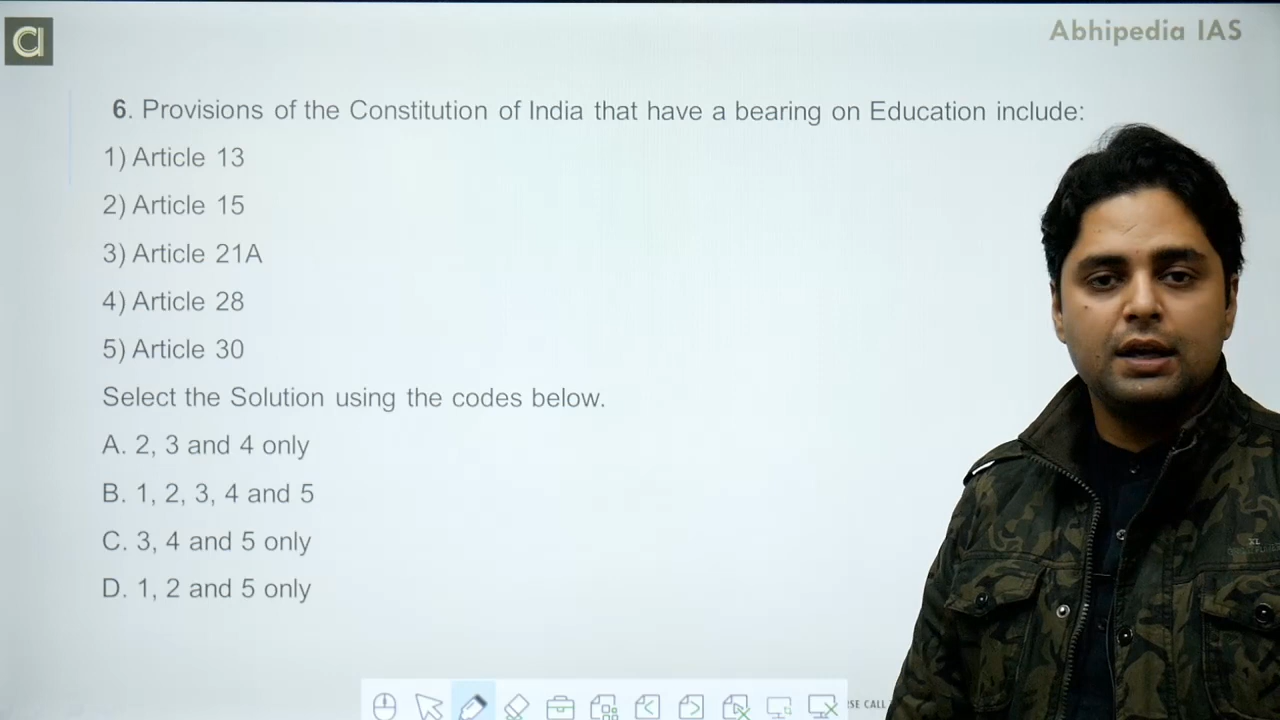 Abhipedia IAS
6. Provisions of the Constitution of India that have a bearing on Education include:
1) Article 13
2) Article 15
3) Article 21A
4) Article 28
5) Article 30
Select the Solution using the codes below.
A. 2, 3 and 4 only
B. 1, 2, 3, 4 and 5
C. 3, 4 and 5 only
D. 1, 2 and 5 only
XL
SE CALL